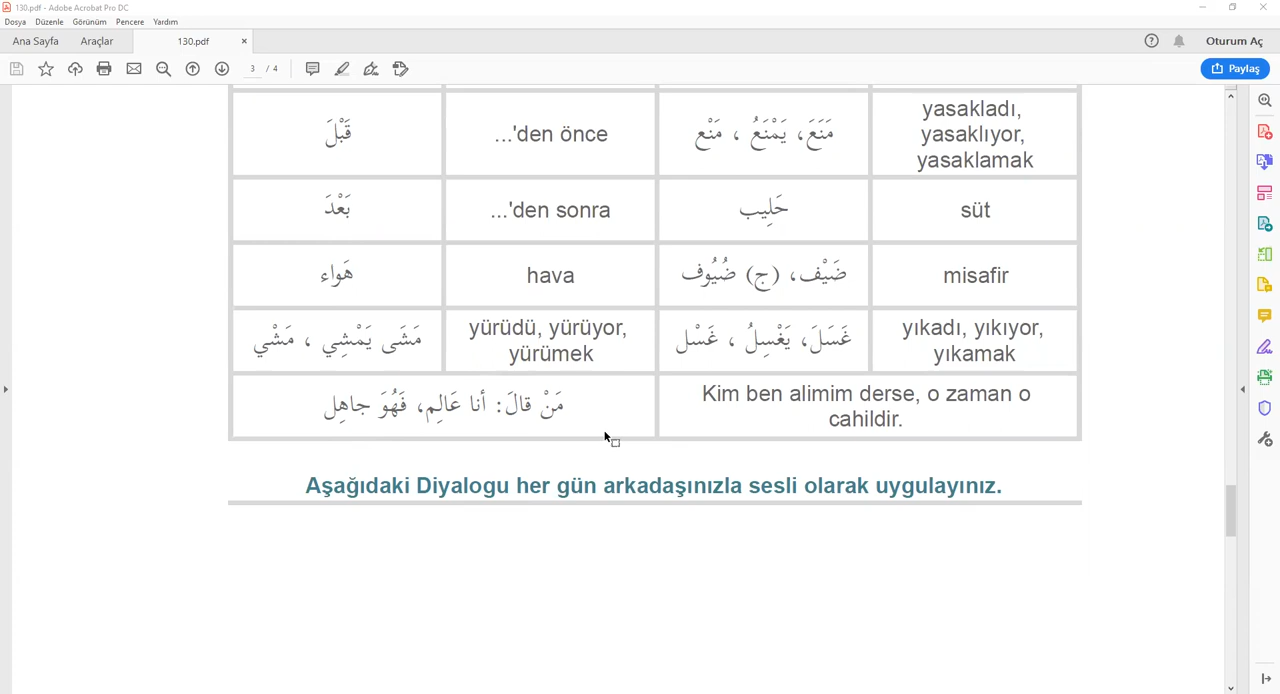 130.pdf - Adobe Acrobat Pro DC
Dosya Düzenle Görünüm Pencere Yardım
Ana Sayfa Araçlar 130.pdf × Oturum Aç
3 / 4 Paylaş
قَبْلَ ...'den önce مَنَعَ، يَمْنَعُ ، مَنْع yasakladı,
yasaklıyor,
yasaklamak
بَعْدَ ...'den sonra حَلِيب süt
هَواء hava ضَيْف، (ج) ضُيُوف misafir
مَشَى يَمْشِي ، مَشْي yürüdü, yürüyor,
yürümek
غَسَلَ، يَغْسِلُ ، غَسْل yıkadı, yıkıyor,
yıkamak
مَنْ قالَ: أنا عَالِم، فَهُوَ جاهِل Kim ben alimim derse, o zaman o
cahildir.
Aşağıdaki Diyalogu her gün arkadaşınızla sesli olarak uygulayınız.